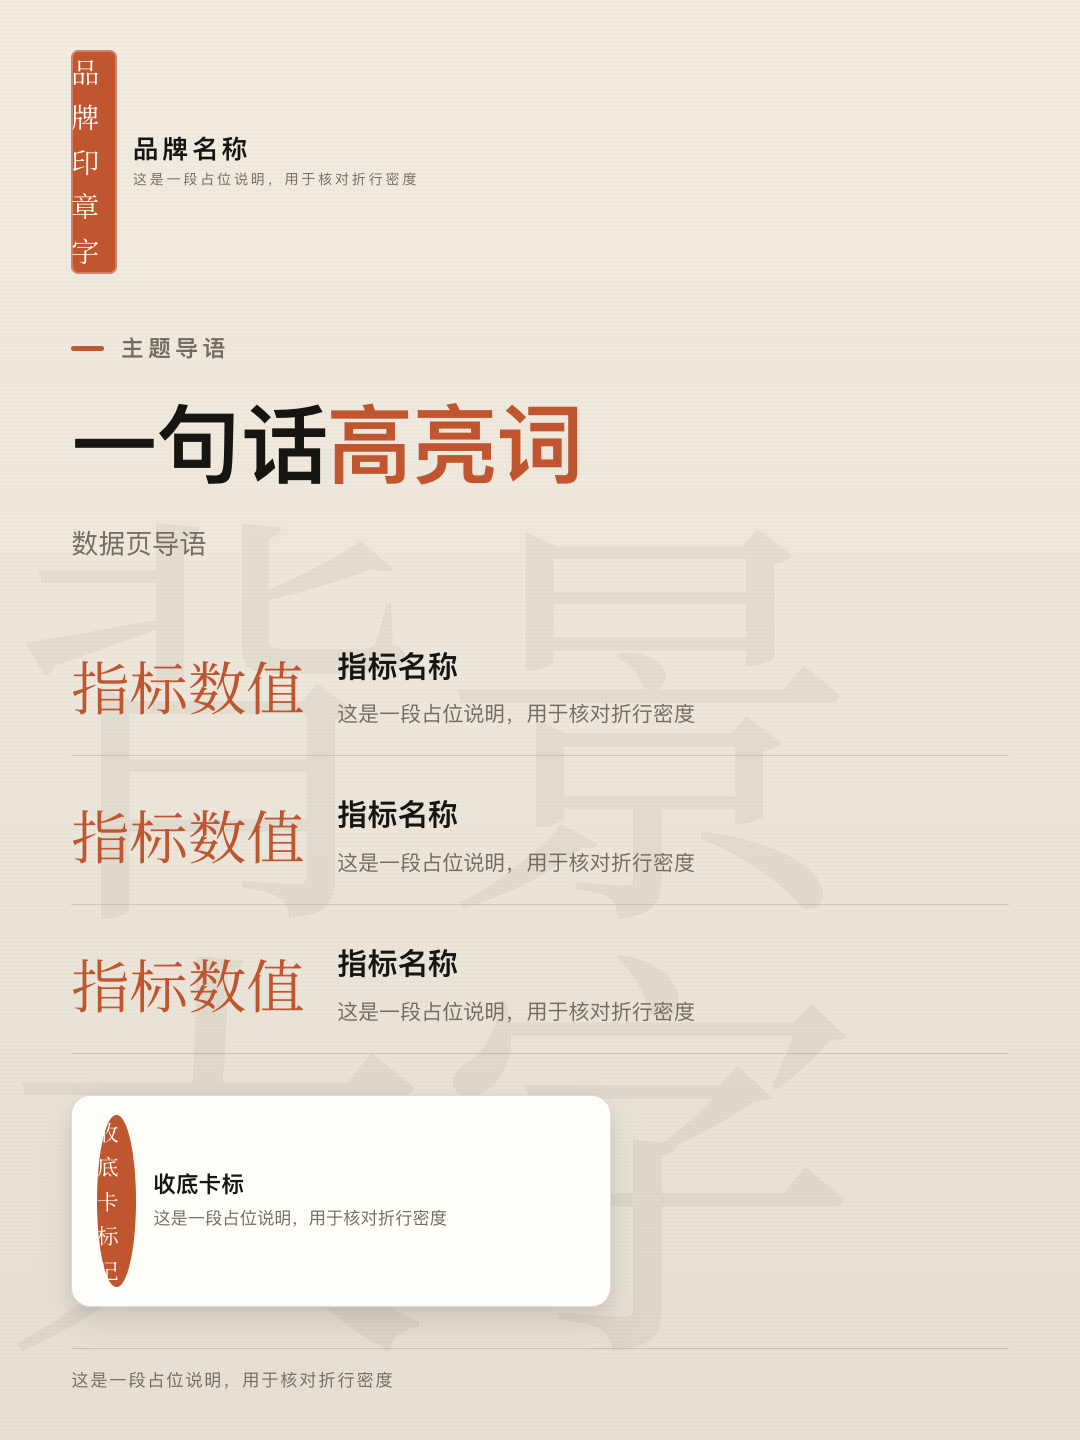 品牌印章字
品牌名称
这是一段占位说明，用于核对折行密度
主题导语
一句话高亮词
数据页导语
背景大字
指标数值
指标名称
这是一段占位说明，用于核对折行密度
指标数值
指标名称
这是一段占位说明，用于核对折行密度
指标数值
指标名称
这是一段占位说明，用于核对折行密度
收底卡标记
收底卡标
这是一段占位说明，用于核对折行密度
这是一段占位说明，用于核对折行密度